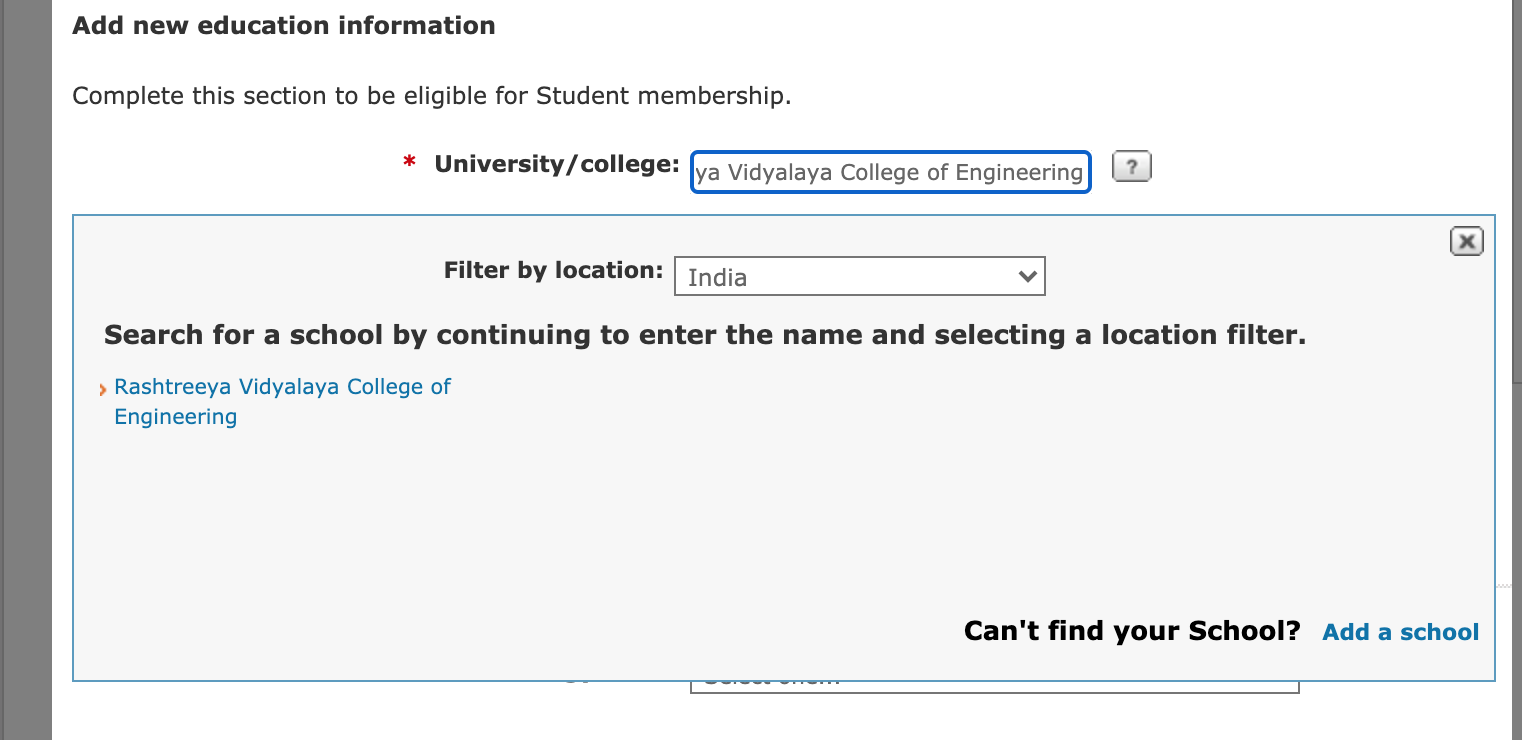 Add new education information
Complete this section to be eligible for Student membership.
* University/college: ya Vidyalaya College of Engineering ?
Filter by location: India
Search for a school by continuing to enter the name and selecting a location filter.
Rashtreeya Vidyalaya College of
Engineering
Can't find your School? Add a school